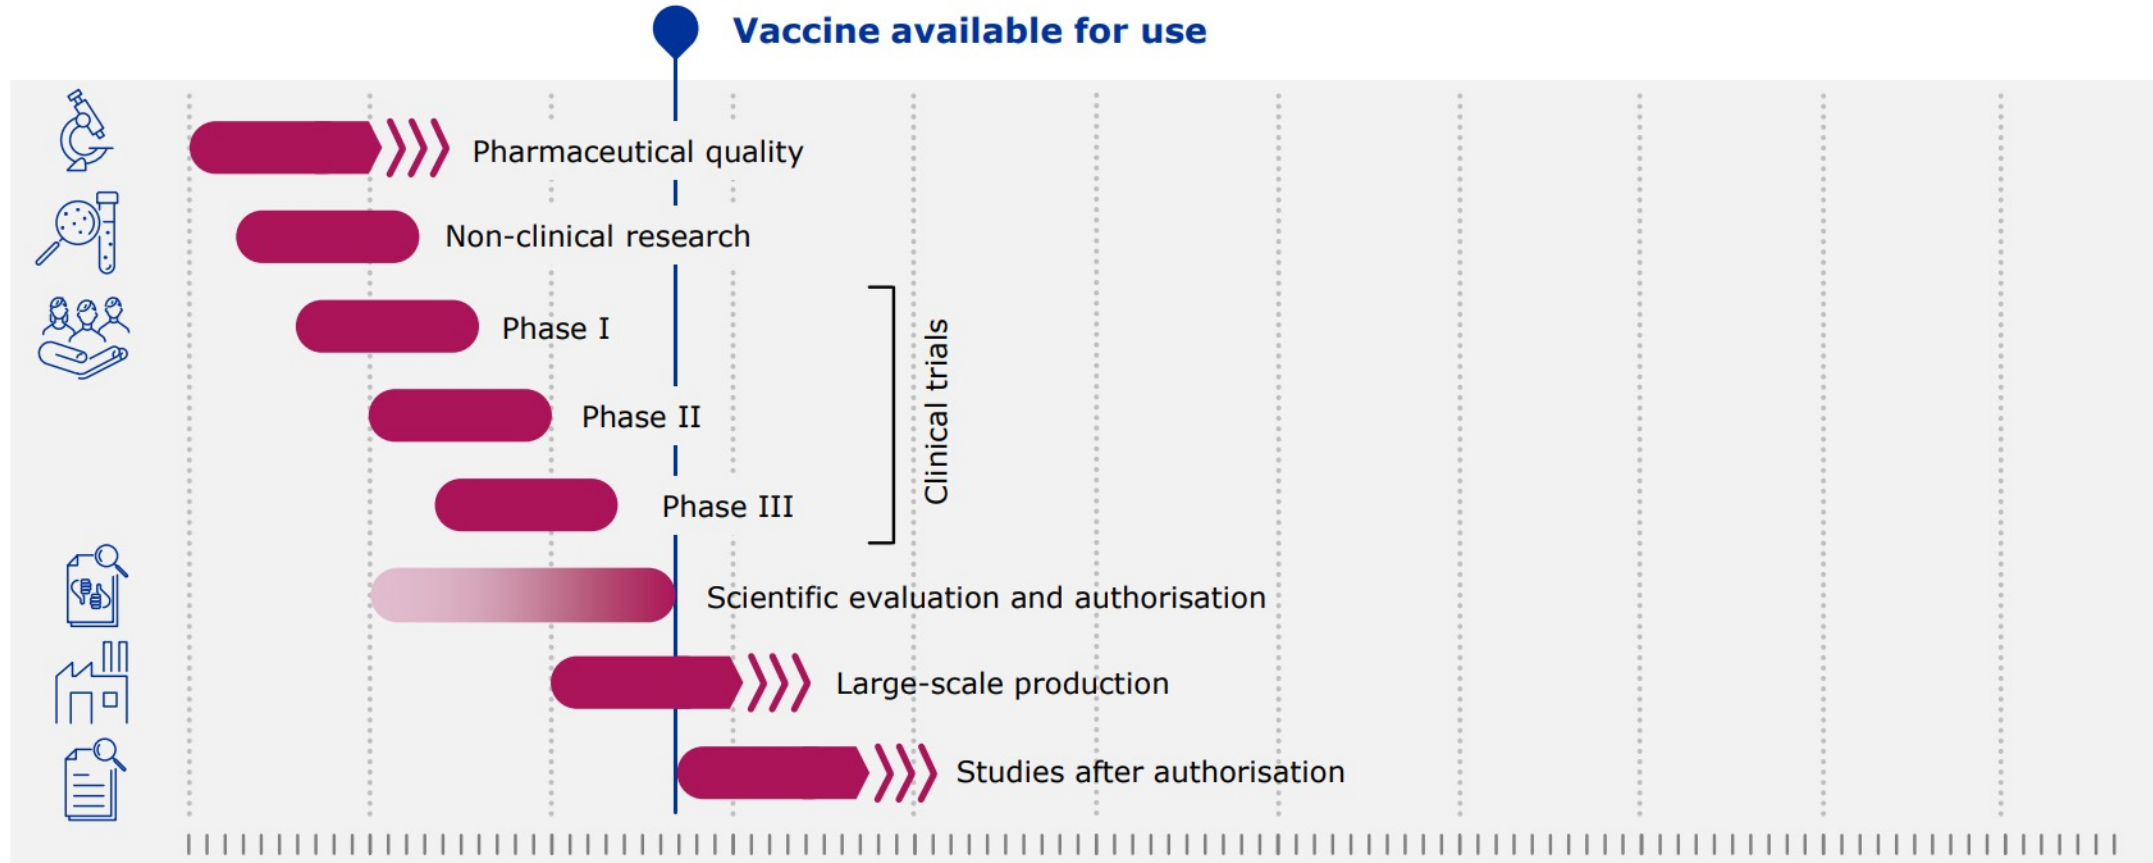 Vaccine available for use
Pharmaceutical quality
Non-clinical research
Phase I
Phase II
Phase III
Clinical trials
Scientific evaluation and authorisation
Large-scale production
Studies after authorisation